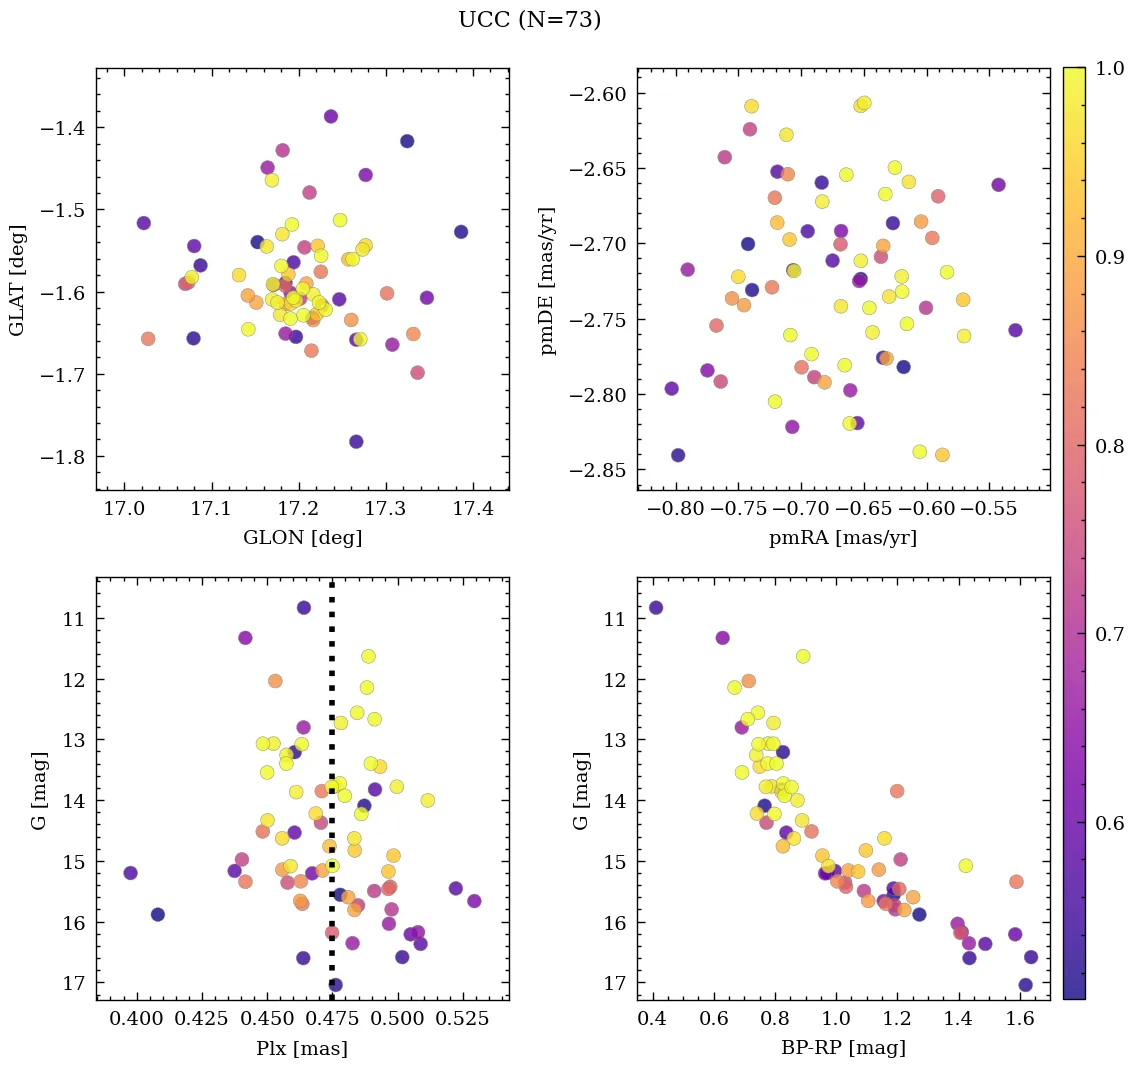 UCC (N=73)
−1.4
−1.5
−1.6
−1.7
−1.8
GLAT [deg]
17.0 17.1 17.2 17.3 17.4
GLON [deg]
−2.60
−2.65
−2.70
−2.75
−2.80
−2.85
pmDE [mas/yr]
−0.80 −0.75 −0.70 −0.65 −0.60 −0.55
pmRA [mas/yr]
11
12
13
14
15
16
17
G [mag]
0.400 0.425 0.450 0.475 0.500 0.525
Plx [mas]
11
12
13
14
15
16
17
G [mag]
0.4 0.6 0.8 1.0 1.2 1.4 1.6
BP-RP [mag]
1.0
0.9
0.8
0.7
0.6